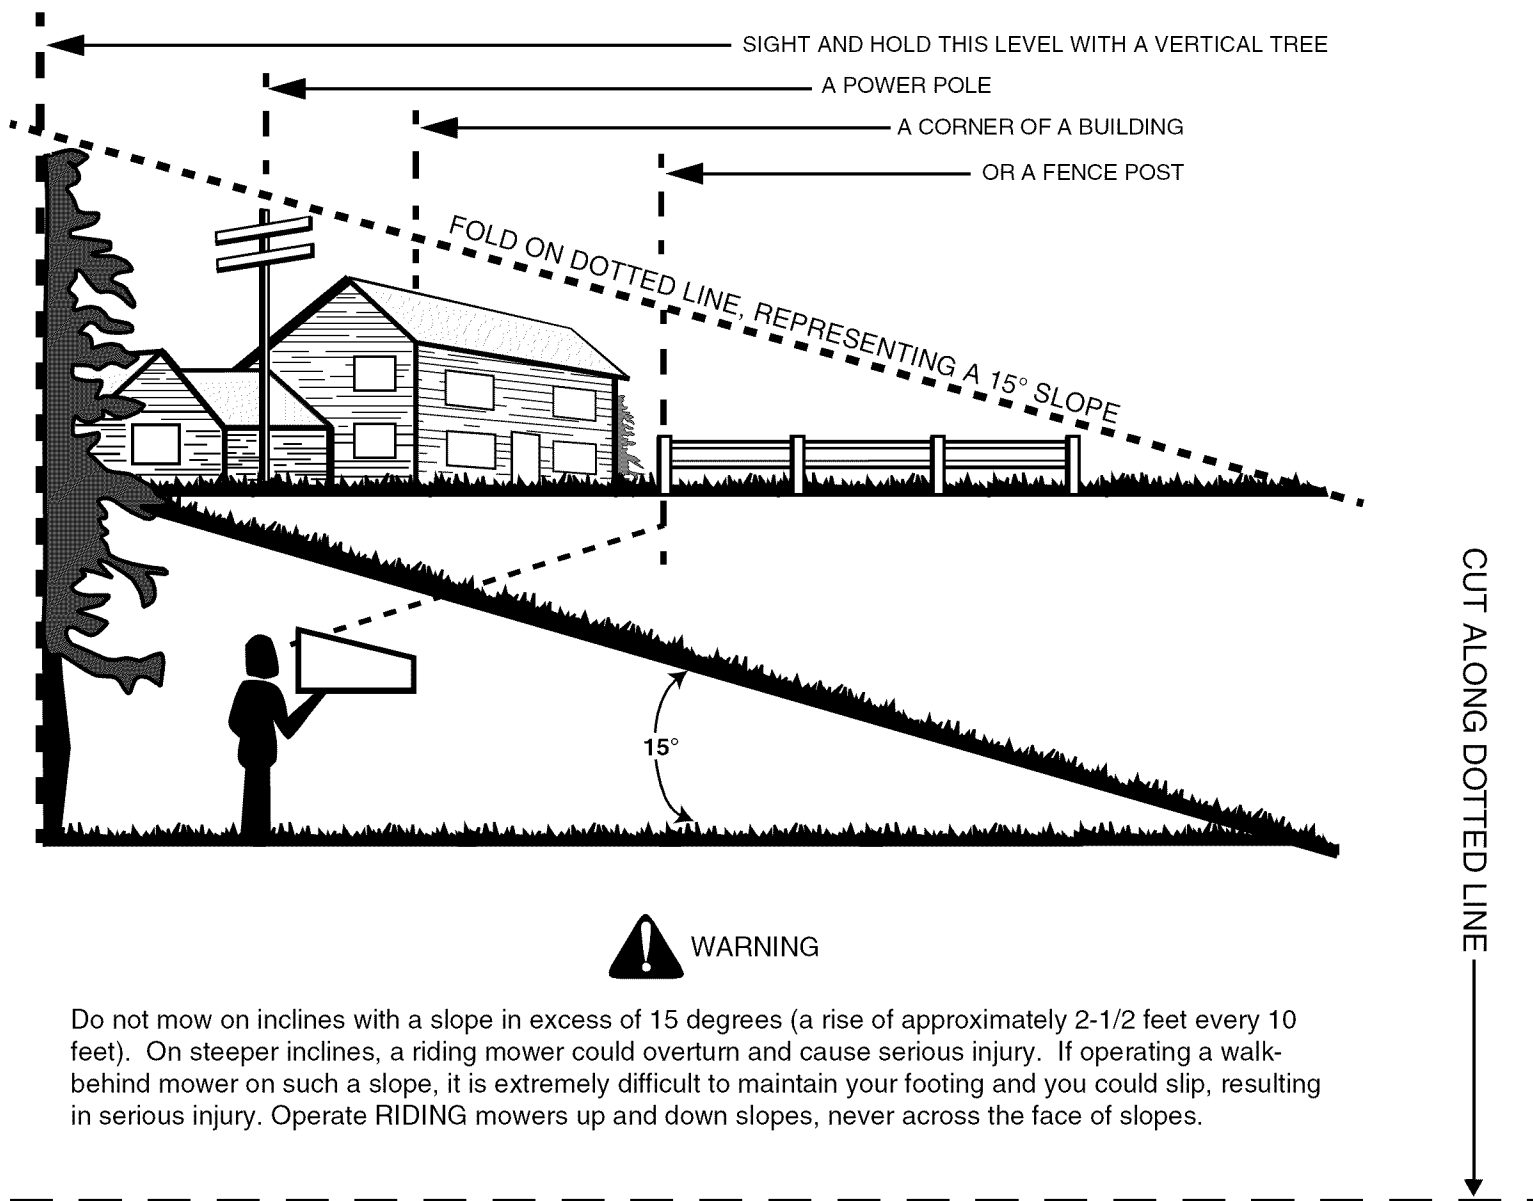 SIGHT AND HOLD THIS LEVEL WITH A VERTICAL TREE
A POWER POLE
A CORNER OF A BUILDING
OR A FENCE POST
FOLD ON DOTTED LINE, REPRESENTING A 15° SLOPE
15°
CUT ALONG DOTTED LINE
WARNING
Do not mow on inclines with a slope in excess of 15 degrees (a rise of approximately 2-1/2 feet every 10
feet).  On steeper inclines, a riding mower could overturn and cause serious injury.  If operating a walk-
behind mower on such a slope, it is extremely difficult to maintain your footing and you could slip, resulting
in serious injury. Operate RIDING mowers up and down slopes, never across the face of slopes.